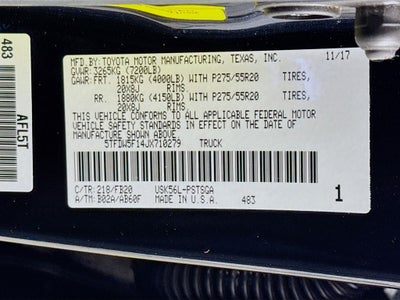 483
AFL5T
MFD. BY: TOYOTA MOTOR MANUFACTURING, TEXAS, INC. 11/17
GVWR: 3265KG (7200LB)
GAWR: FRT. 1815KG (4000LB) WITH P275/55R20 TIRES,
20X8J RIMS
RR. 1880KG (4150LB) WITH P275/55R20 TIRES,
20X8J RIMS
THIS VEHICLE CONFORMS TO ALL APPLICABLE FEDERAL MOTOR
VEHICLE SAFETY STANDARDS IN EFFECT ON THE DATE OF
MANUFACTURE SHOWN ABOVE.
5TFDW5F14JX710279 TRUCK
C/TR: 218/FB20 USK56L-PSTSGA
A/TM: B02A/AB60F MADE IN U.S.A. 483 1